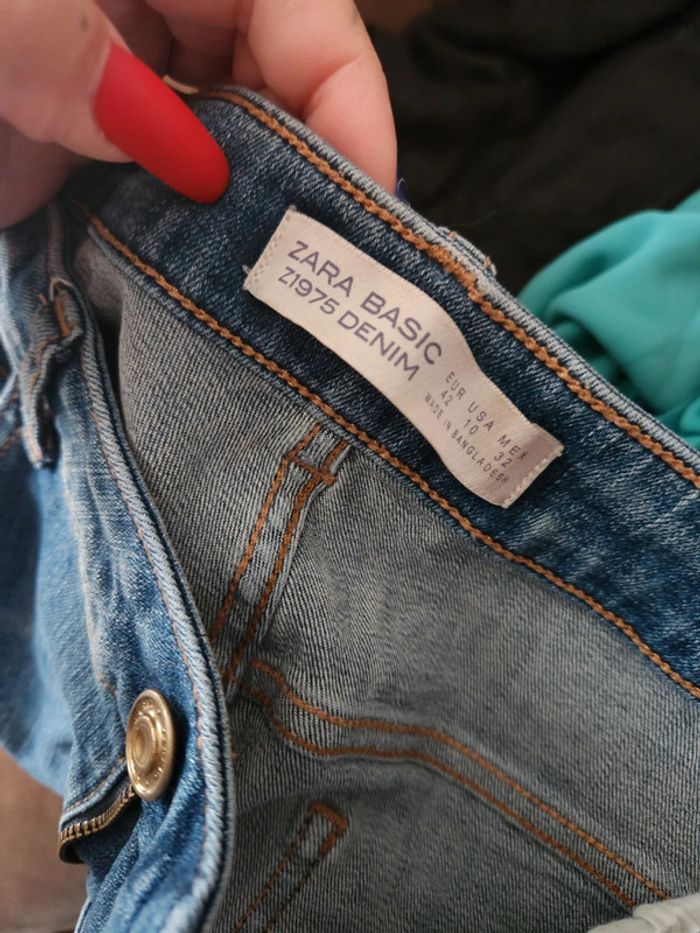 ZARA BASIC
Z1975 DENIM
EUR USA MEX
42 10 32
MADE IN BANGLADESH